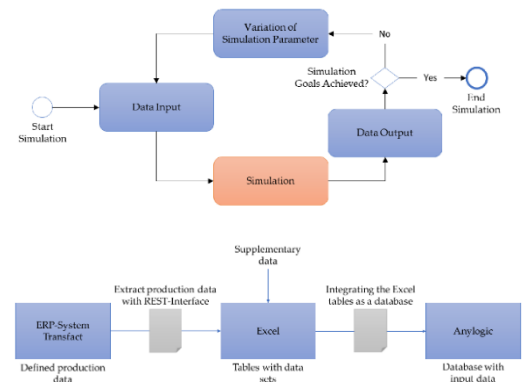 Variation of
Simulation Parameter
No
Simulation
Goals Achieved?
Yes
End
Simulation
Data Input
Start
Simulation
Data Output
Simulation
Supplementary
data
Extract production data
with REST-Interface
Integrating the Excel
tables as a database
ERP-System
Transfact
Excel
Anylogic
Defined production
data
Tables with data
sets
Database with
input data